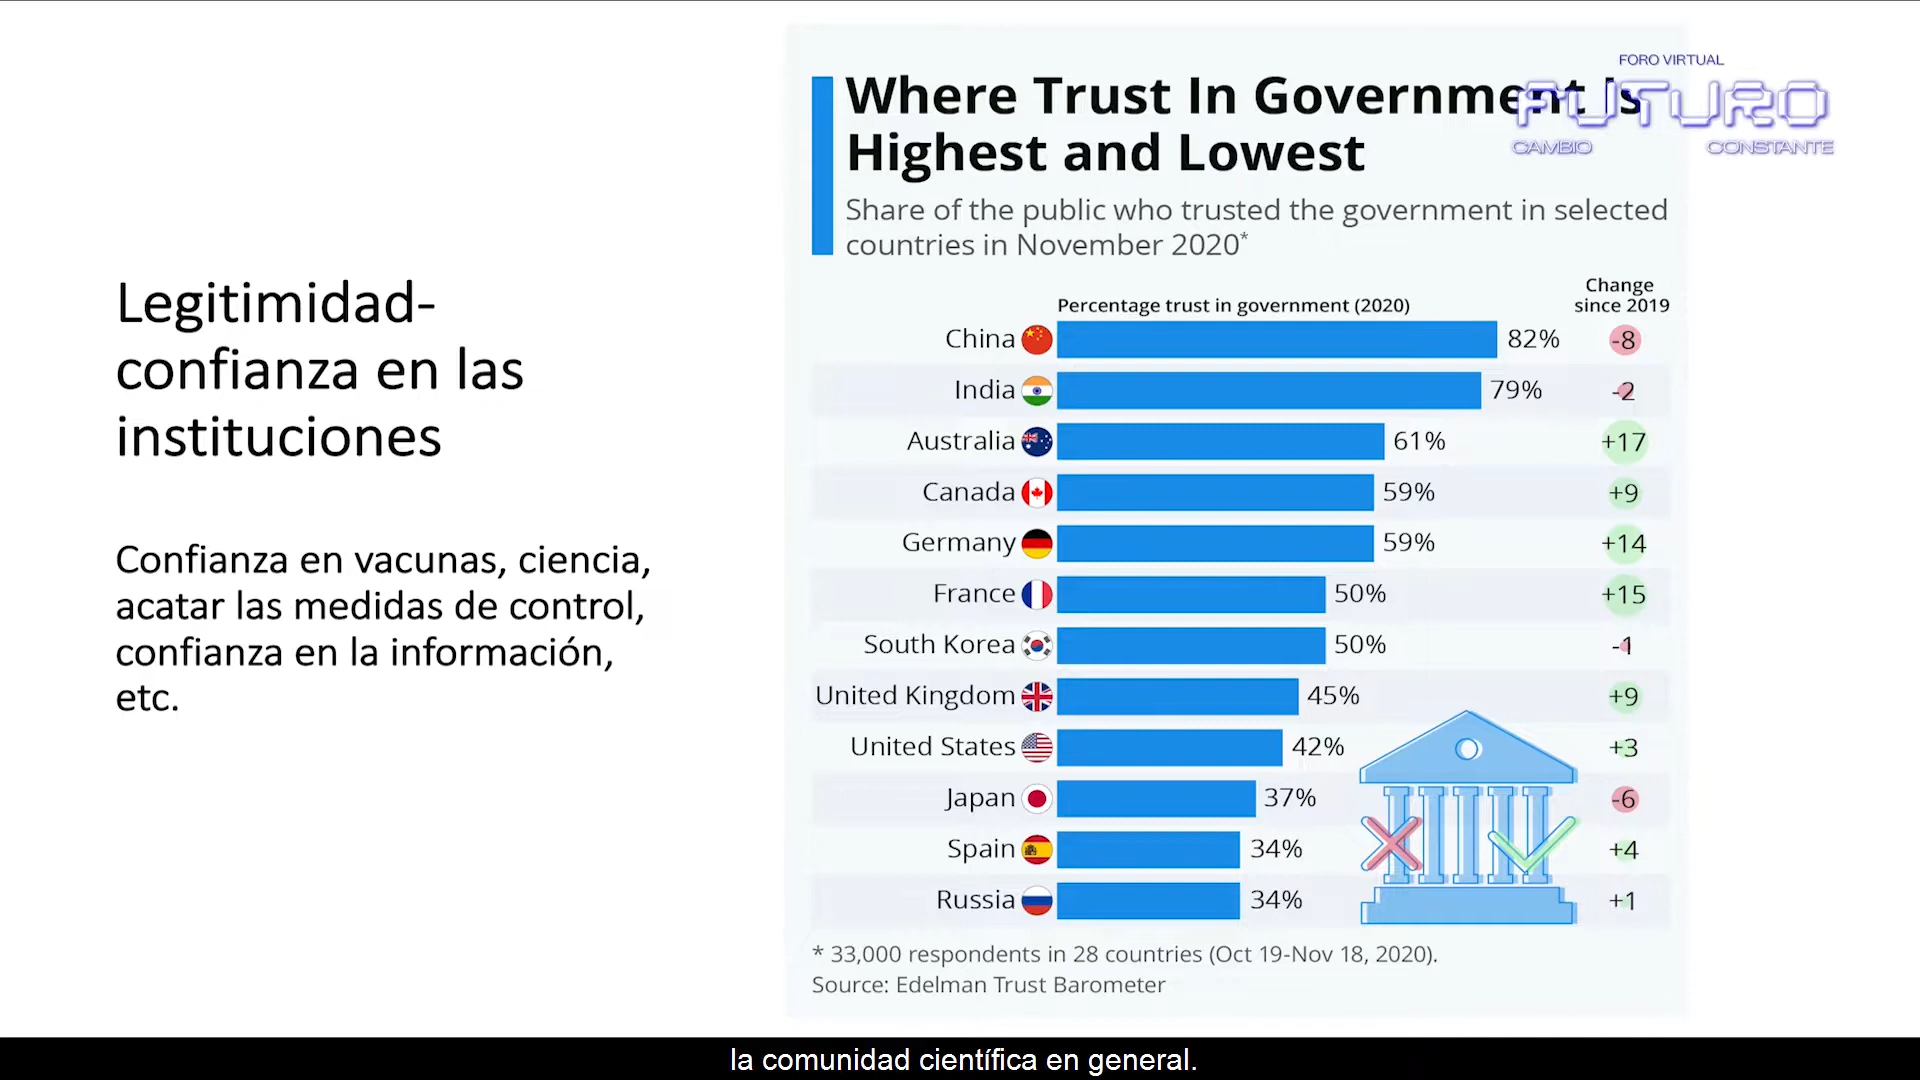 FORO VIRTUAL
FUTURO
CAMBIO CONSTANTE
Legitimidad-
confianza en las
instituciones
Confianza en vacunas, ciencia,
acatar las medidas de control,
confianza en la información,
etc.
Where Trust In Government Is
Highest and Lowest
Share of the public who trusted the government in selected
countries in November 2020*
Percentage trust in government (2020)
Change
since 2019
China 82% -8
India 79% -2
Australia 61% +17
Canada 59% +9
Germany 59% +14
France 50% +15
South Korea 50% -1
United Kingdom 45% +9
United States 42% +3
Japan 37% -6
Spain 34% +4
Russia 34% +1
* 33,000 respondents in 28 countries (Oct 19-Nov 18, 2020).
Source: Edelman Trust Barometer
la comunidad científica en general.